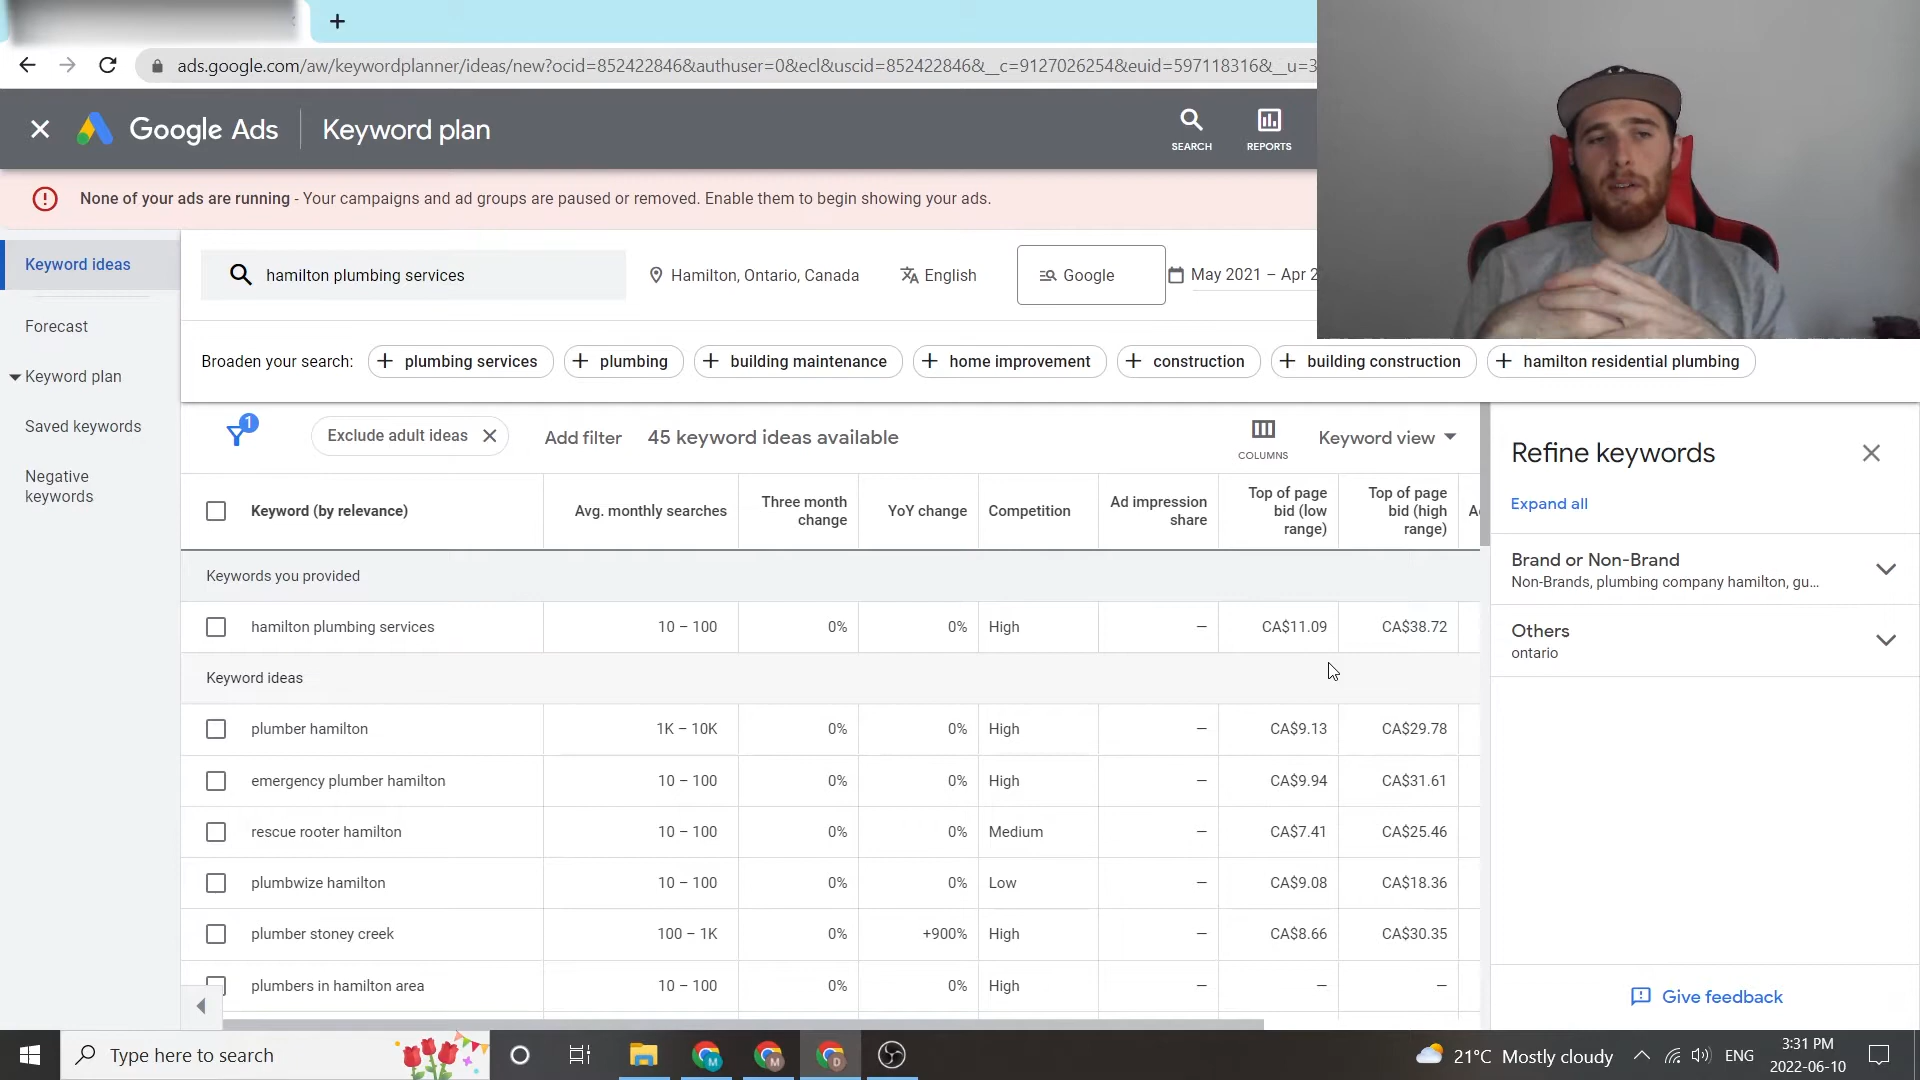 ads.google.com/aw/keywordplanner/ideas/new?ocid=852422846&authuser=0&ecl&uscid=852422846&__c=9127026254&euid=597118316&__u=3
Google Ads
Keyword plan
SEARCH
REPORTS
None of your ads are running - Your campaigns and ad groups are paused or removed. Enable them to begin showing your ads.
Keyword ideas
Forecast
Keyword plan
Saved keywords
Negative
keywords
hamilton plumbing services
Hamilton, Ontario, Canada
English
Google
May 2021 – Apr 2
Broaden your search:
plumbing services
plumbing
building maintenance
home improvement
construction
building construction
hamilton residential plumbing
1
Exclude adult ideas
Add filter
45 keyword ideas available
COLUMNS
Keyword view
Keyword (by relevance)
Avg. monthly searches
Three month
change
YoY change
Competition
Ad impression
share
Top of page
bid (low
range)
Top of page
bid (high
range)
Keywords you provided
hamilton plumbing services 10 – 100 0% 0% High – CA$11.09 CA$38.72
Keyword ideas
plumber hamilton 1K – 10K 0% 0% High – CA$9.13 CA$29.78
emergency plumber hamilton 10 – 100 0% 0% High – CA$9.94 CA$31.61
rescue rooter hamilton 10 – 100 0% 0% Medium – CA$7.41 CA$25.46
plumbwize hamilton 10 – 100 0% 0% Low – CA$9.08 CA$18.36
plumber stoney creek 100 – 1K 0% +900% High – CA$8.66 CA$30.35
plumbers in hamilton area 10 – 100 0% 0% High – – –
Refine keywords
Expand all
Brand or Non-Brand
Non-Brands, plumbing company hamilton, gu...
Others
ontario
Give feedback
Type here to search
21°C Mostly cloudy
ENG
3:31 PM
2022-06-10